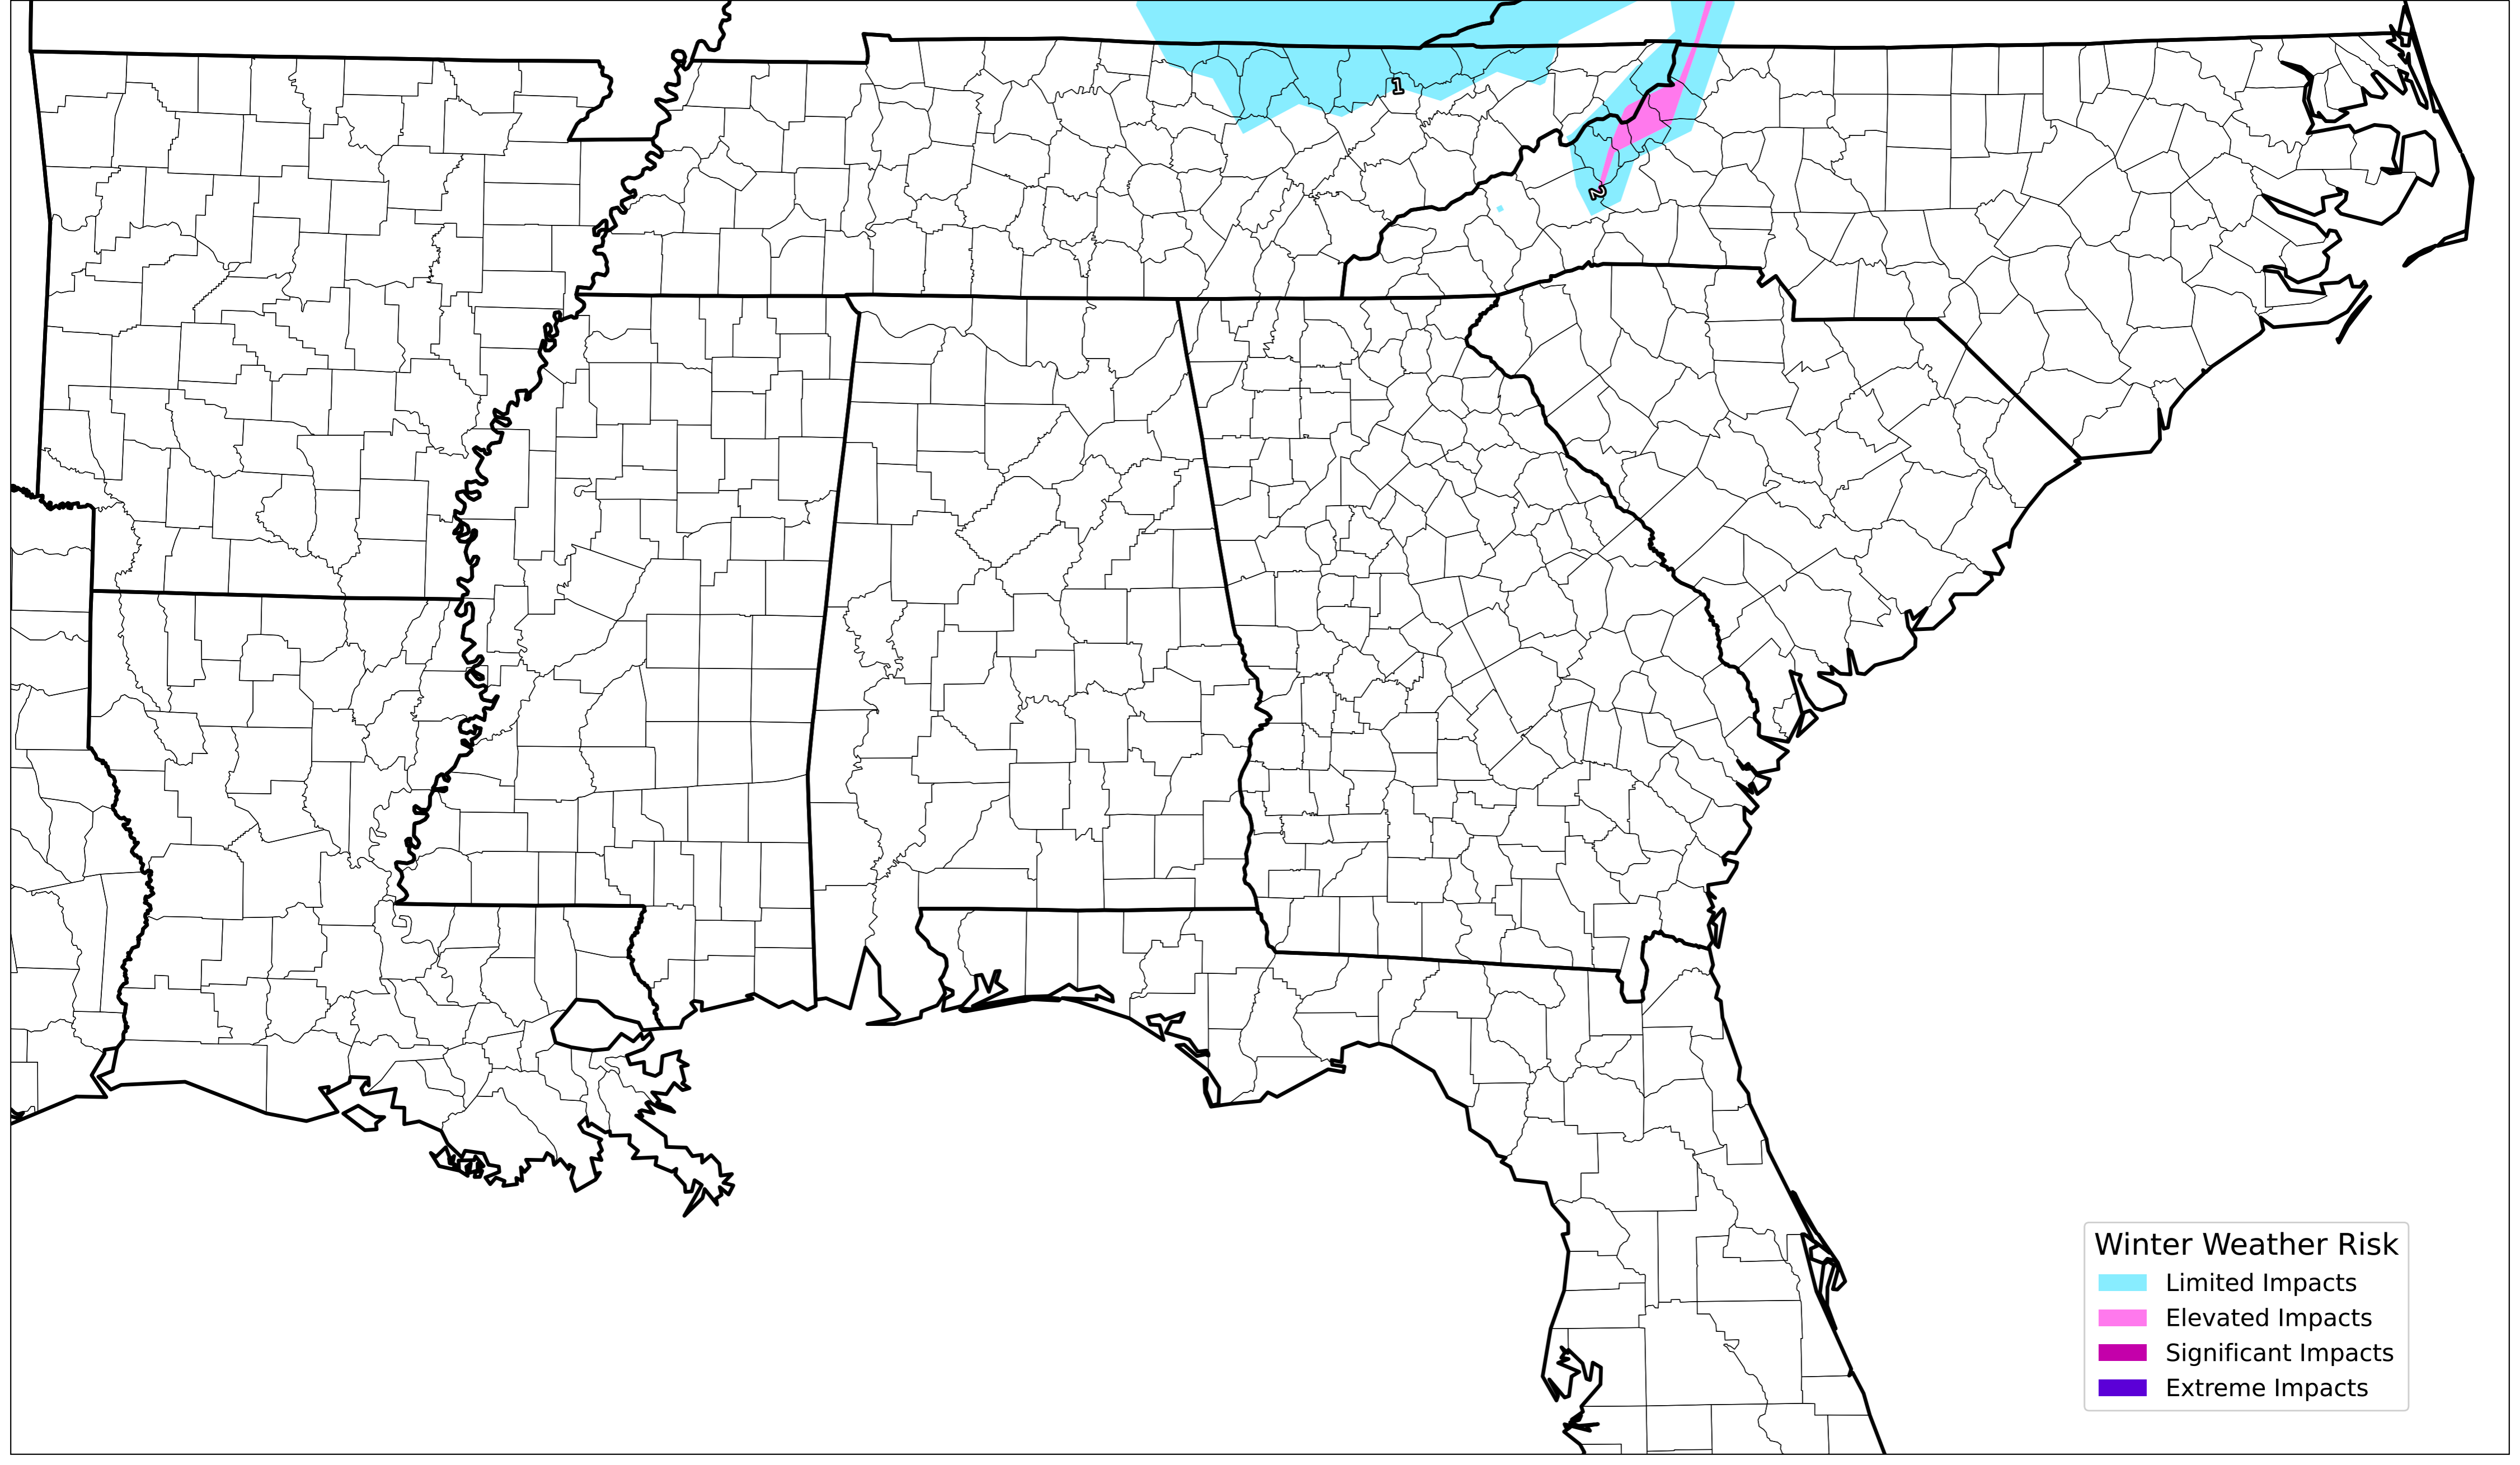 1
2
Winter Weather Risk
Limited Impacts
Elevated Impacts
Significant Impacts
Extreme Impacts